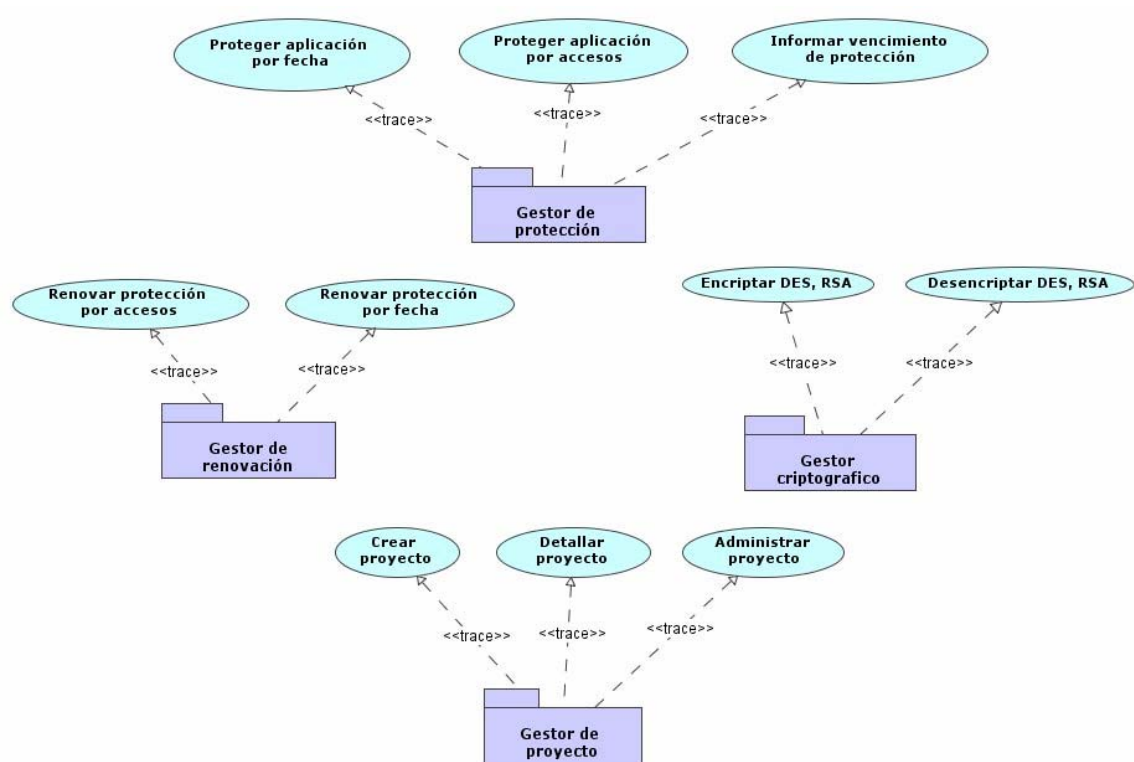 Proteger aplicación
por fecha
Proteger aplicación
por accesos
Informar vencimiento
de protección
<<trace>>
<<trace>>
<<trace>>
Gestor de
protección
Renovar protección
por accesos
Renovar protección
por fecha
Encriptar DES, RSA
Desencriptar DES, RSA
<<trace>>
<<trace>>
<<trace>>
<<trace>>
Gestor de
renovación
Gestor
criptografico
Crear
proyecto
Detallar
proyecto
Administrar
proyecto
<<trace>>
<<trace>>
<<trace>>
Gestor de
proyecto